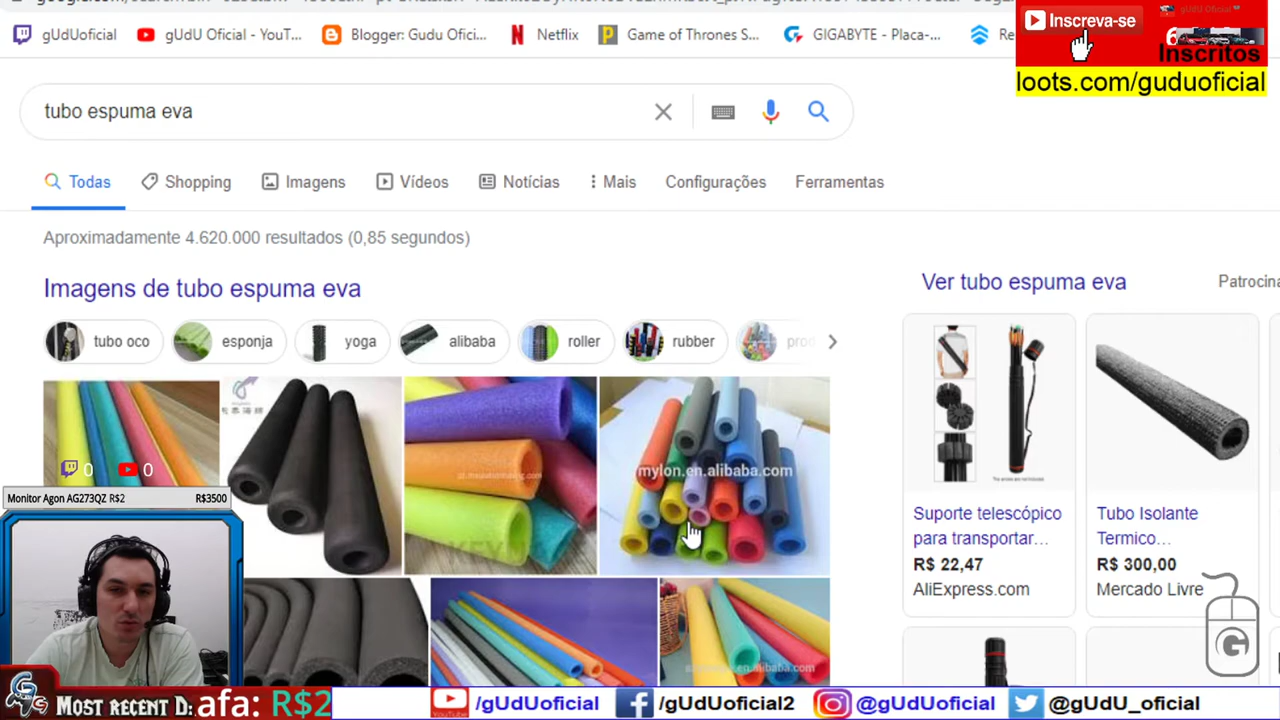 gUdUoficial
gUdU Oficial - YouT...
Blogger: Gudu Ofici...
Netflix
Game of Thrones S...
GIGABYTE - Placa-...
Inscreva-se
gUdU Oficial
Inscritos
loots.com/guduoficial
tubo espuma eva
Todas
Shopping
Imagens
Vídeos
Notícias
Mais
Configurações
Ferramentas
Aproximadamente 4.620.000 resultados (0,85 segundos)
Imagens de tubo espuma eva
tubo oco
esponja
yoga
alibaba
roller
rubber
Ver tubo espuma eva
Patrocina
mylon.en.alibaba.com
0
0
Monitor Agon AG273QZ R$2
R$3500
Suporte telescópico
para transportar...
R$ 22,47
AliExpress.com
Tubo Isolante
Termico...
R$ 300,00
Mercado Livre
Most recent D:
afa: R$2
/gUdUoficial
/gUdUoficial2
@gUdUoficial
@gUdU_oficial